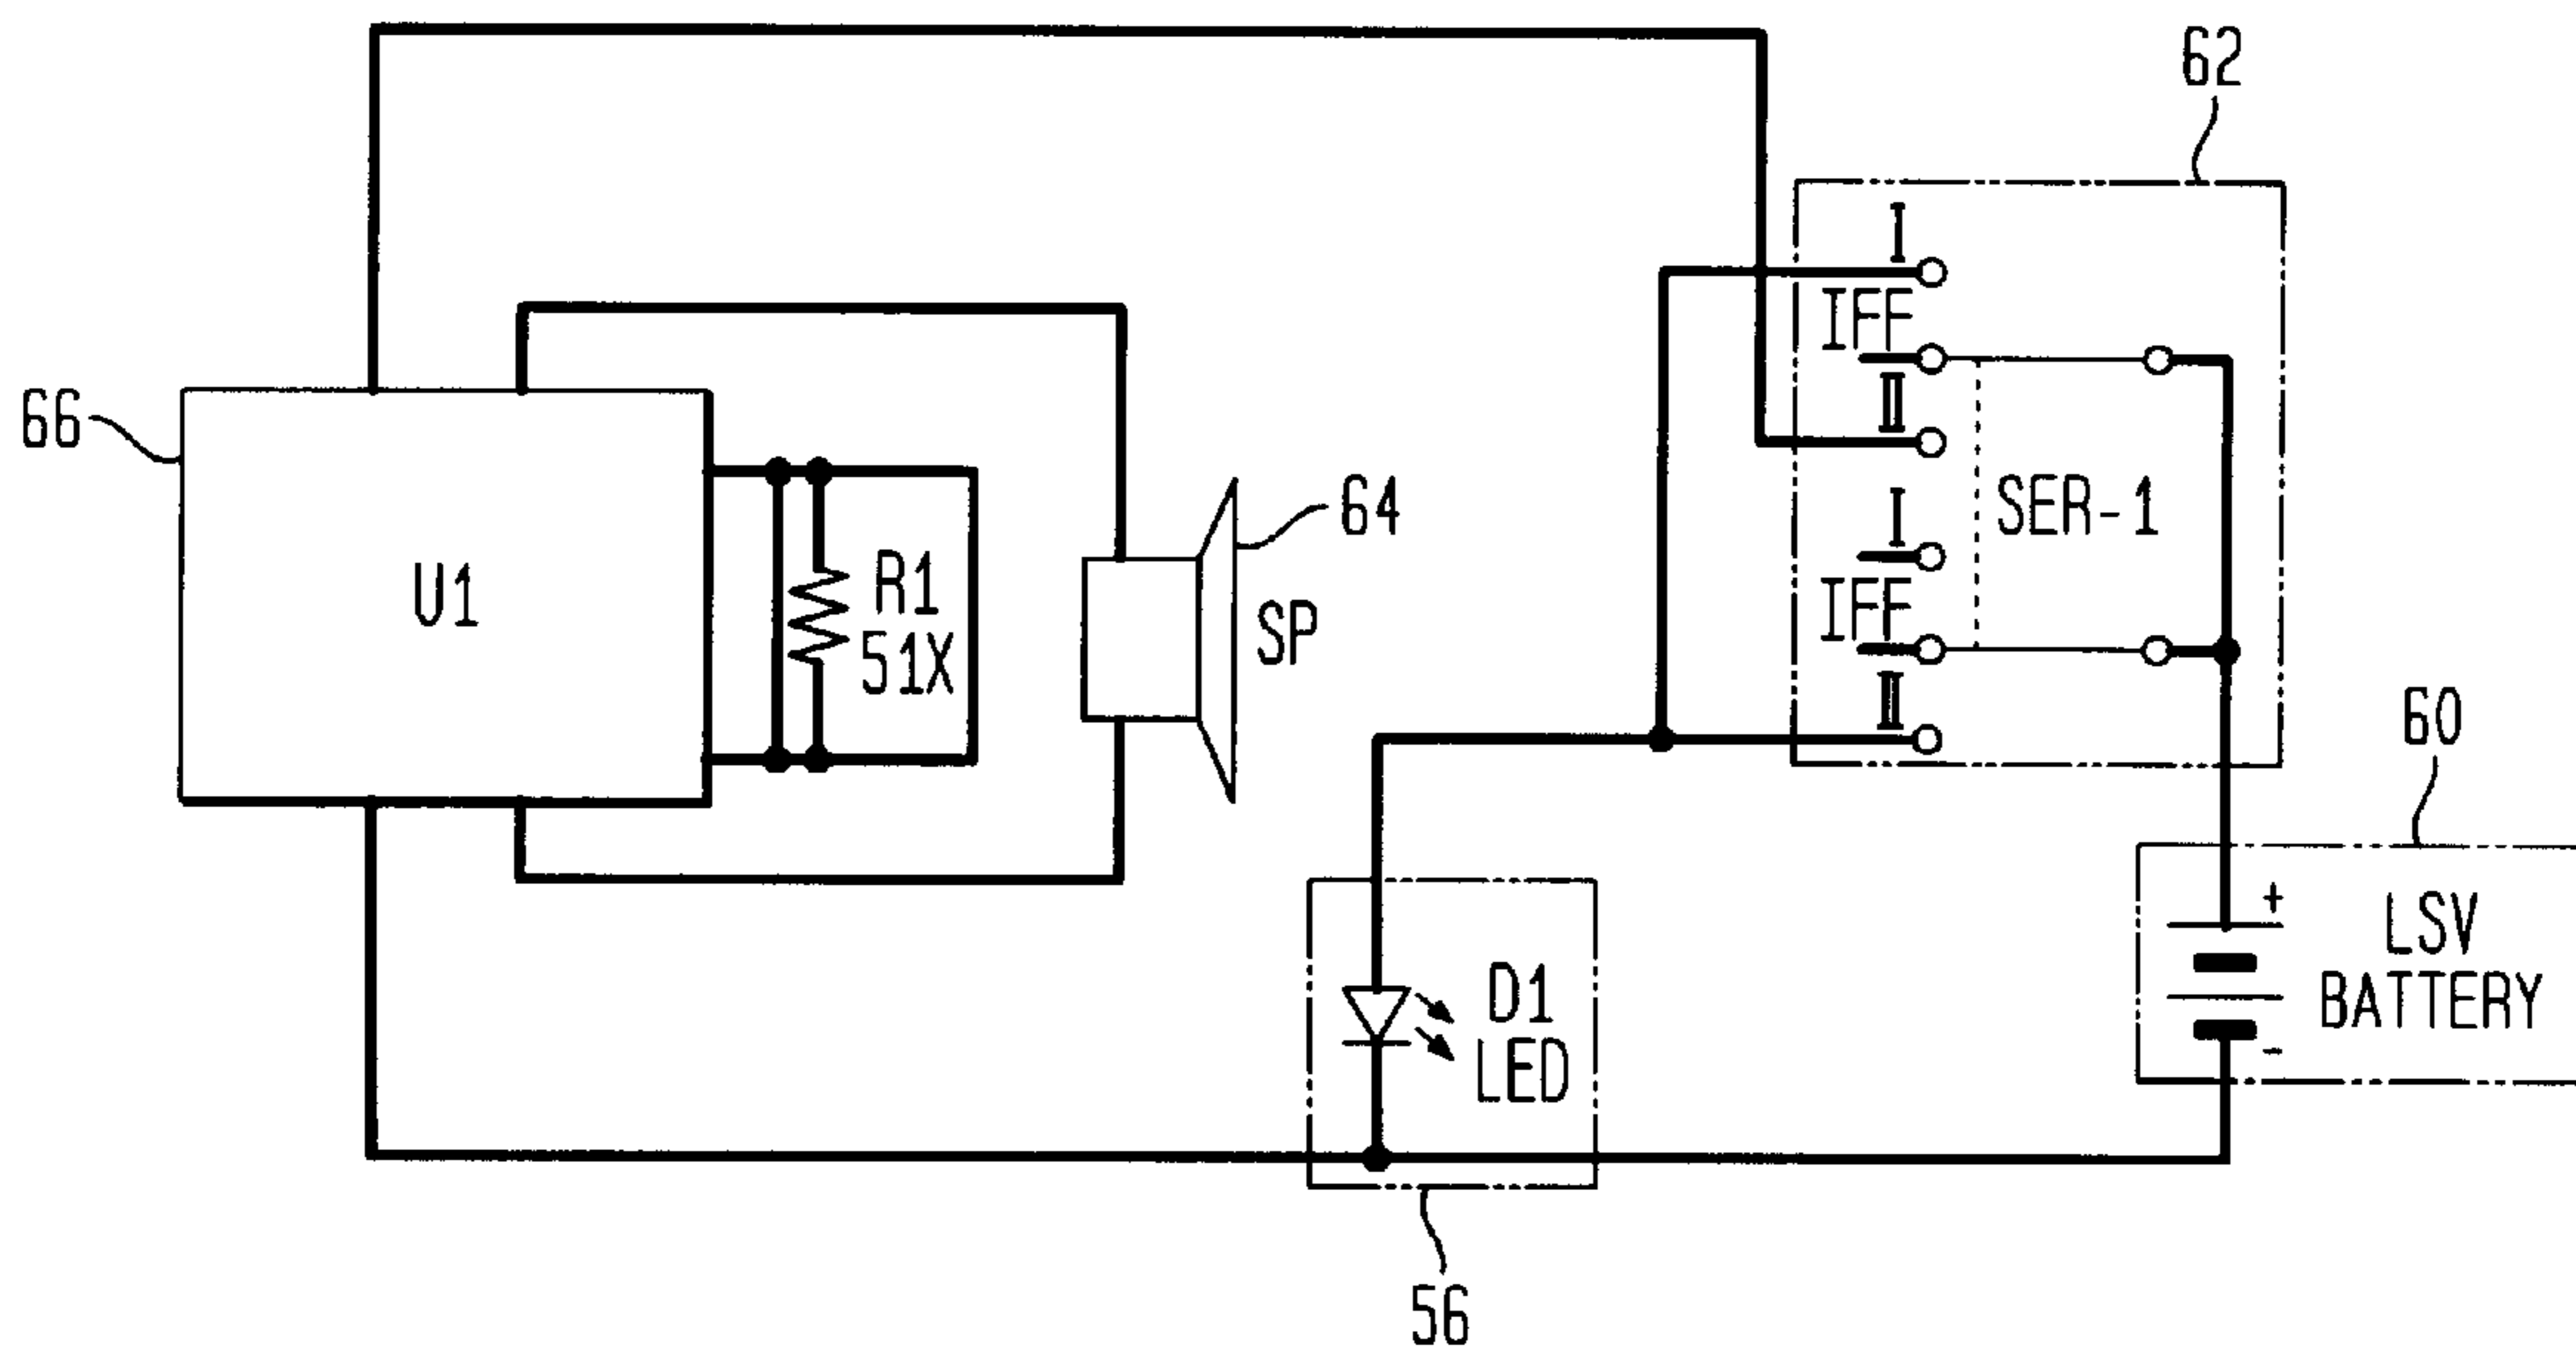 62
I
IFF
II
66
I
SER-1
64
U1
R1
51X
SP
IFF
II
60
+
LSV
BATTERY
-
D1
LED
56